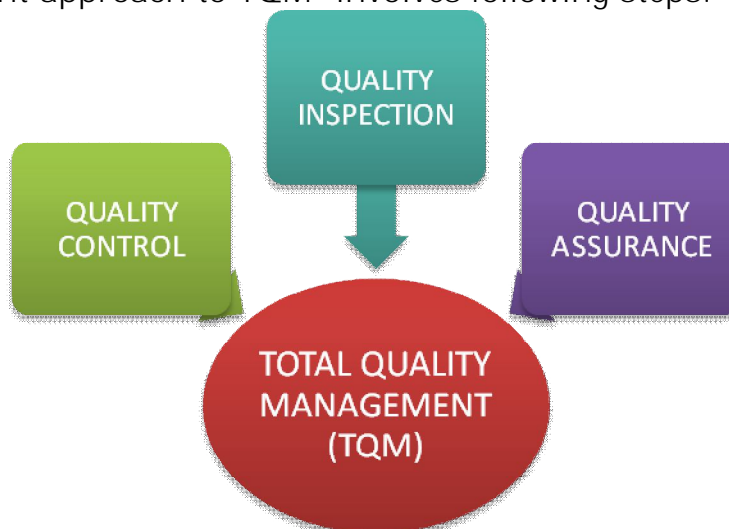 approach to TQM involves following steps.
QUALITY
INSPECTION
QUALITY
CONTROL
QUALITY
ASSURANCE
TOTAL QUALITY
MANAGEMENT
(TQM)